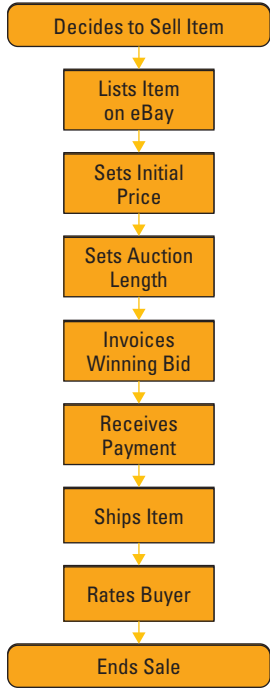 Decides to Sell Item
Lists Item
on eBay
Sets Initial
Price
Sets Auction
Length
Invoices
Winning Bid
Receives
Payment
Ships Item
Rates Buyer
Ends Sale